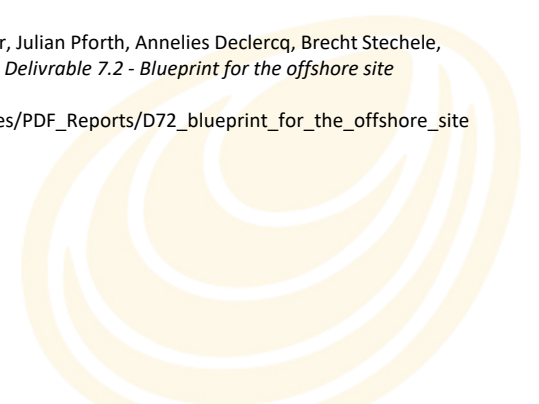 r, Julian Pforth, Annelies Declercq, Brecht Stechele,
Delivrable 7.2 - Blueprint for the offshore site
es/PDF_Reports/D72_blueprint_for_the_offshore_site